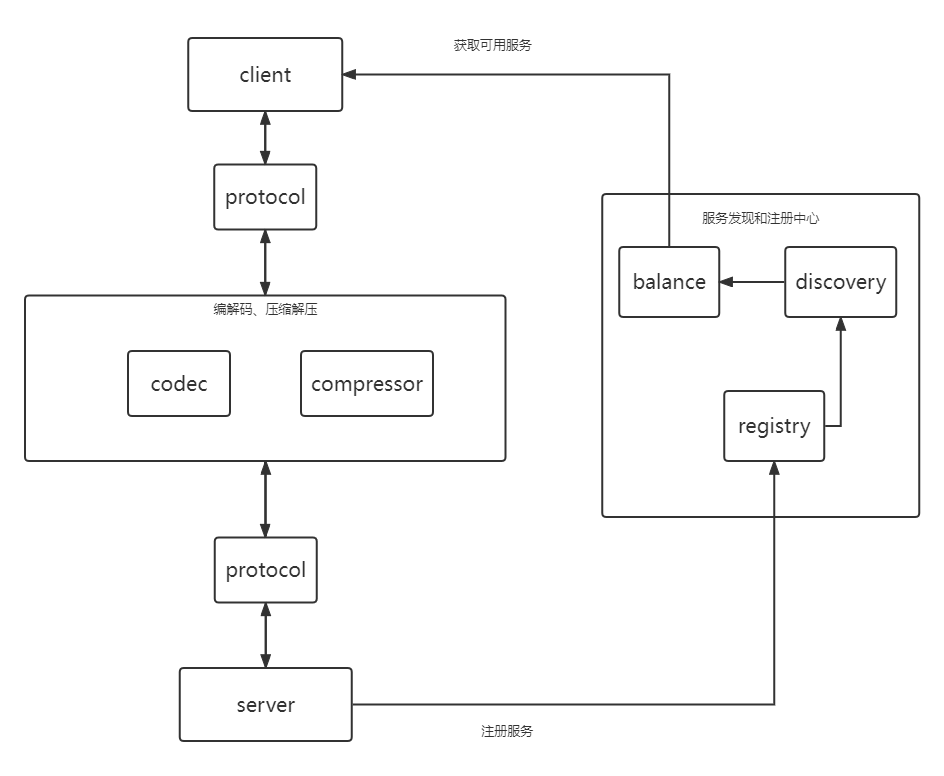 获取可用服务
client
protocol
服务发现和注册中心
balance
discovery
编解码、压缩解压
codec
compressor
registry
protocol
server
注册服务